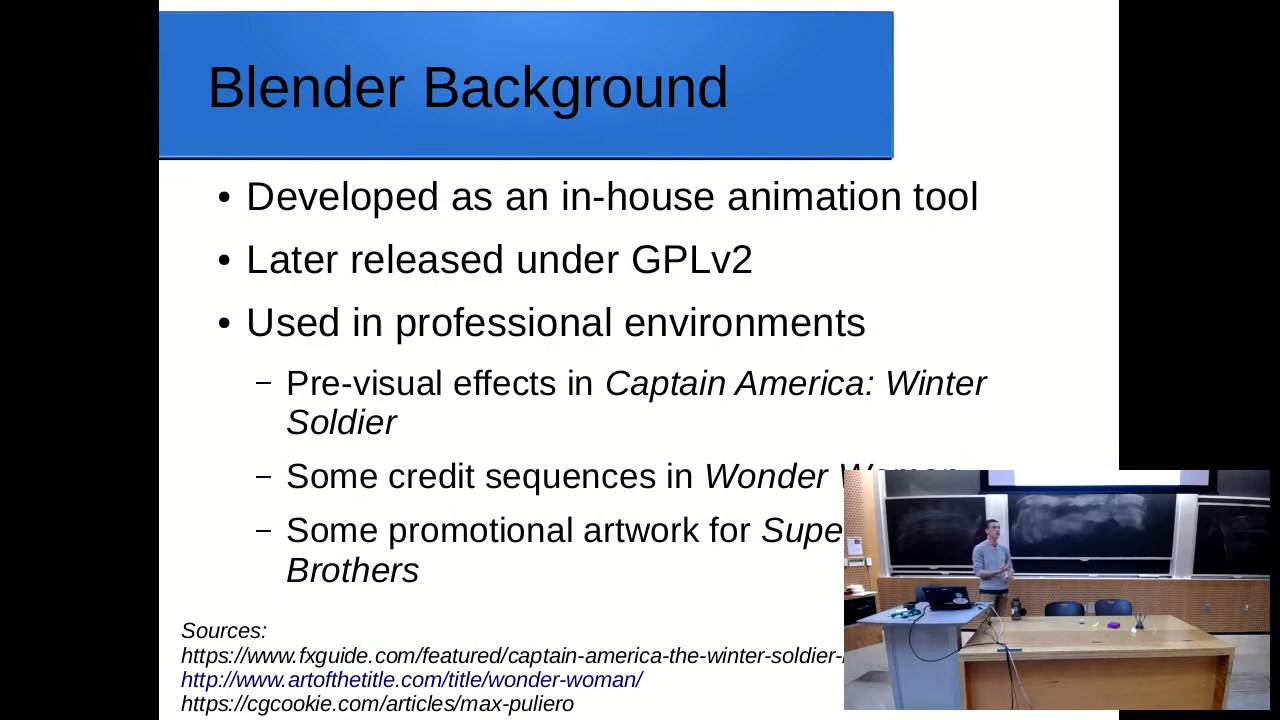 Blender Background
• Developed as an in-house animation tool
• Later released under GPLv2
• Used in professional environments
– Pre-visual effects in Captain America: Winter
Soldier
– Some credit sequences in Wonder
– Some promotional artwork for
Brothers
Sources:
https://www.fxguide.com/featured/captain-america-the-winter-soldier-
http://www.artofthetitle.com/title/wonder-woman/
https://cgcookie.com/articles/max-puliero